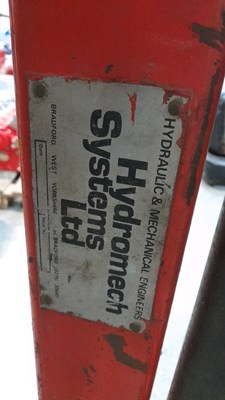 HYDRAULIC & MECHANICAL ENGINEERS
Hydromech
Systems
Ltd
BRADFORD, WEST YORKSHIRE